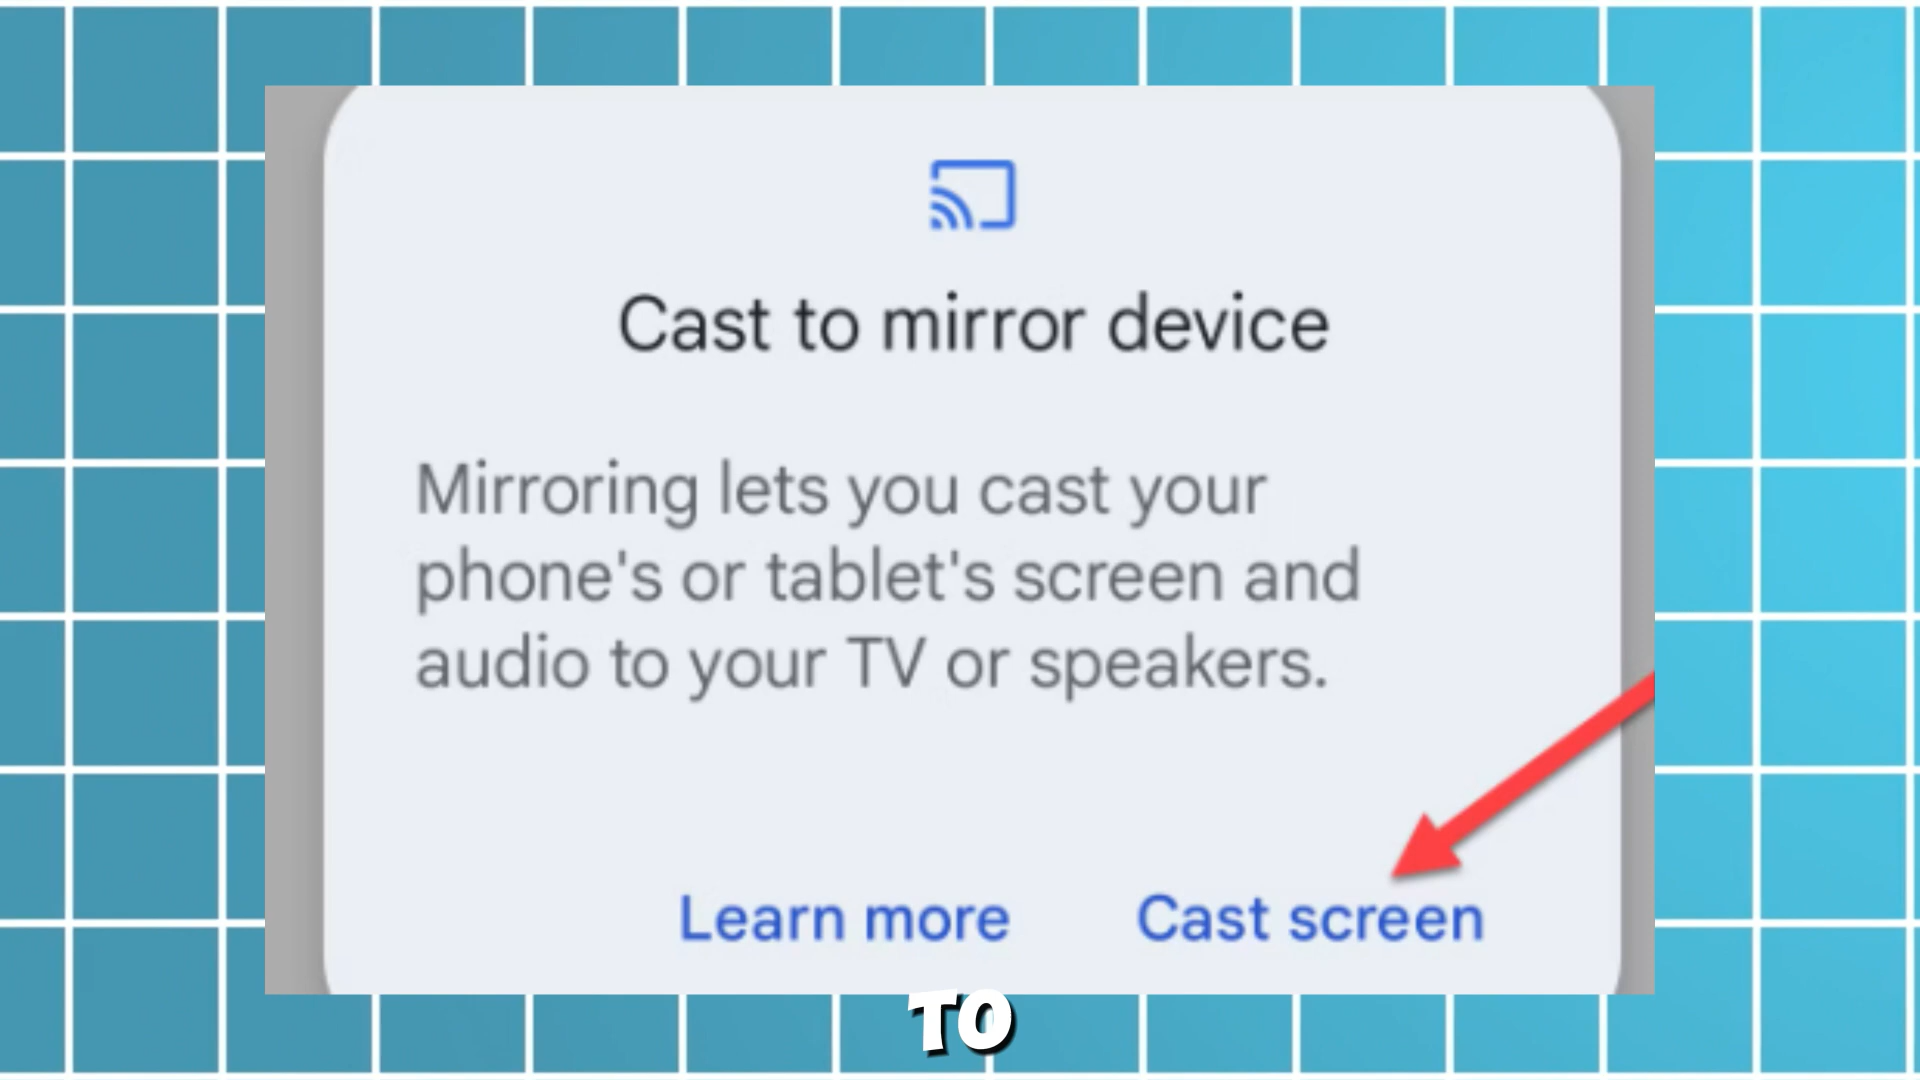 Cast to mirror device
Mirroring lets you cast your
phone's or tablet's screen and
audio to your TV or speakers.
Learn more Cast screen
TO